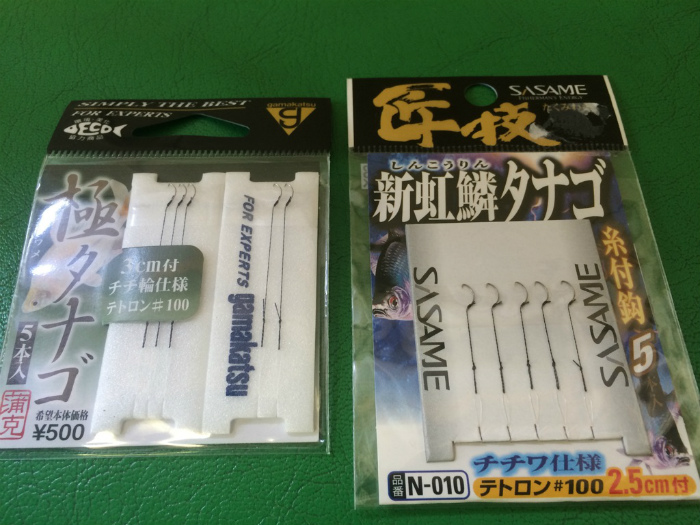 SIMPLY THE BEST
FOR EXPERTS
gamakatsu
極タナゴ
5本入
3cm付
チチ輪仕様
テトロン#100
FOR EXPERTS
gamakatsu
蒲克
希望本体価格
¥500
SASAME
匠技
しんこうりん
新虹鱗タナゴ
糸付鈎
5
SASAME
SASAME
チチワ仕様
品番
N-010
テトロン#100
2.5cm付